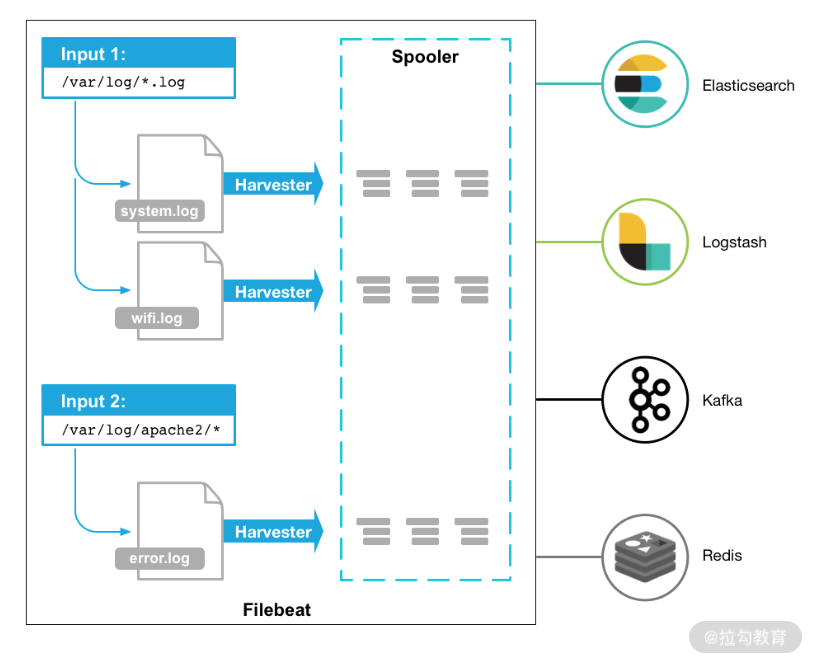 Input 1:
/var/log/*.log
Spooler
system.log
Harvester
wifi.log
Harvester
Input 2:
/var/log/apache2/*
error.log
Harvester
Filebeat
Elasticsearch
Logstash
Kafka
Redis
@拉勾教育